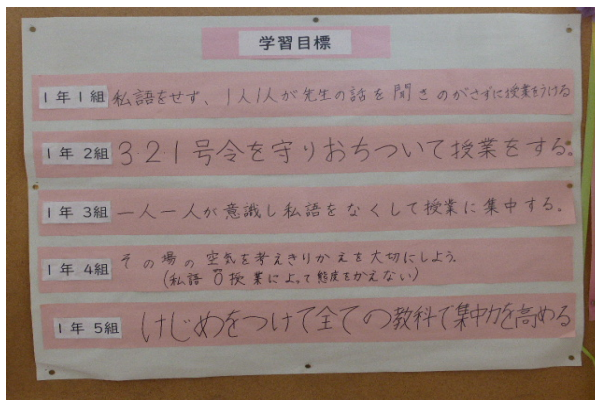 学習目標
1年1組 私語をせず、1人1人が先生の話を聞きのがさずに授業をうける
1年2組 3・2・1号令を守りおちついて授業をする。
1年3組 一人一人が意識し私語をなくして授業に集中する。
1年4組 その場の空気を考えきりかえを大切にしよう。
(私語0 授業によって態度をかえない)
1年5組 けじめをつけて全ての教科で集中力を高める